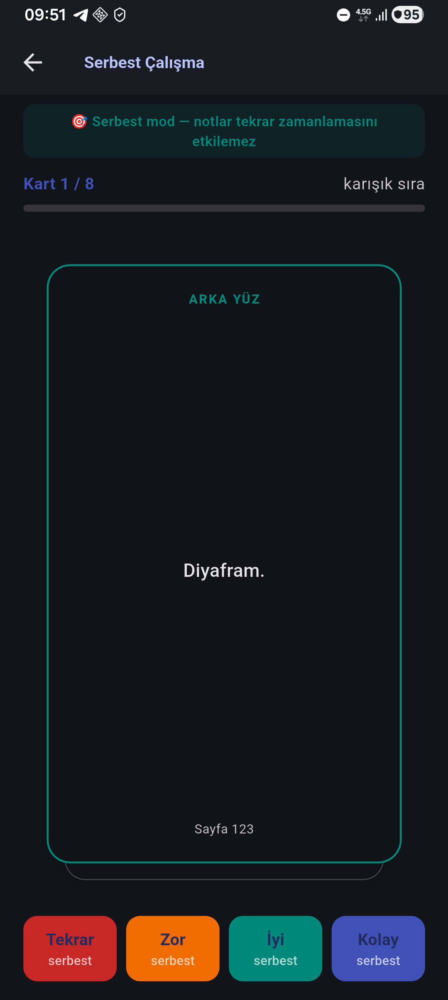 09:51
4.5G
95
Serbest Çalışma
🎯 Serbest mod — notlar tekrar zamanlamasını
etkilemez
Kart 1 / 8
karışık sıra
ARKA YÜZ
Diyafram.
Sayfa 123
Tekrar
serbest
Zor
serbest
İyi
serbest
Kolay
serbest